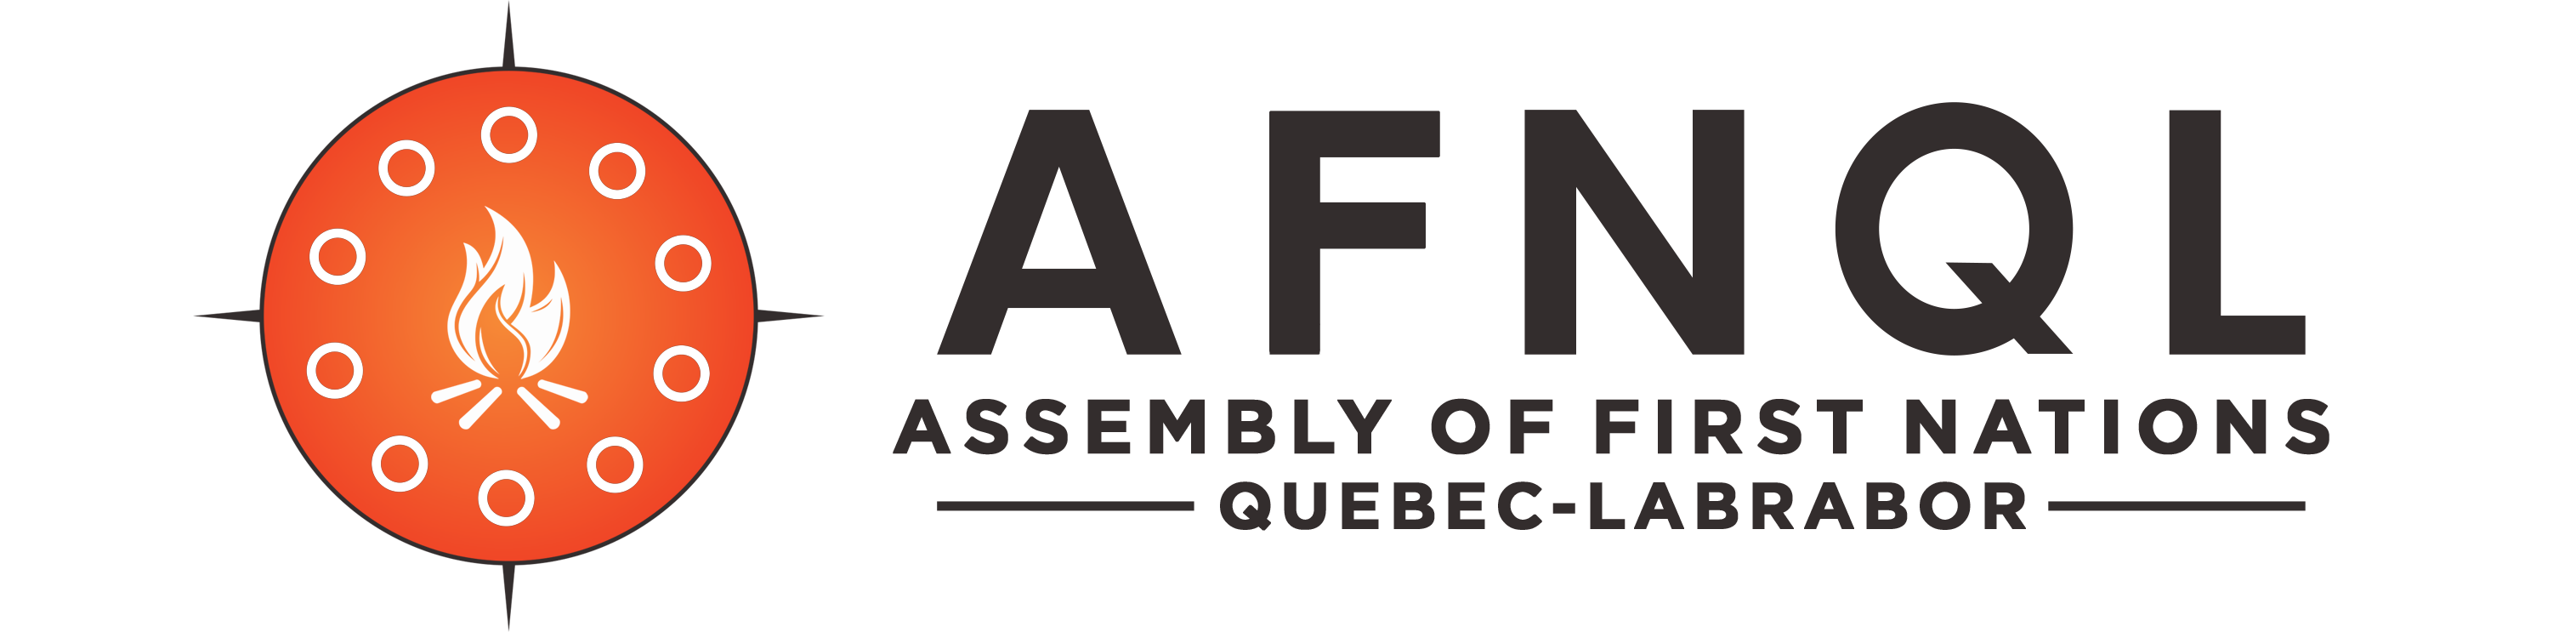 AFNQL
ASSEMBLY OF FIRST NATIONS
QUEBEC-LABRABOR